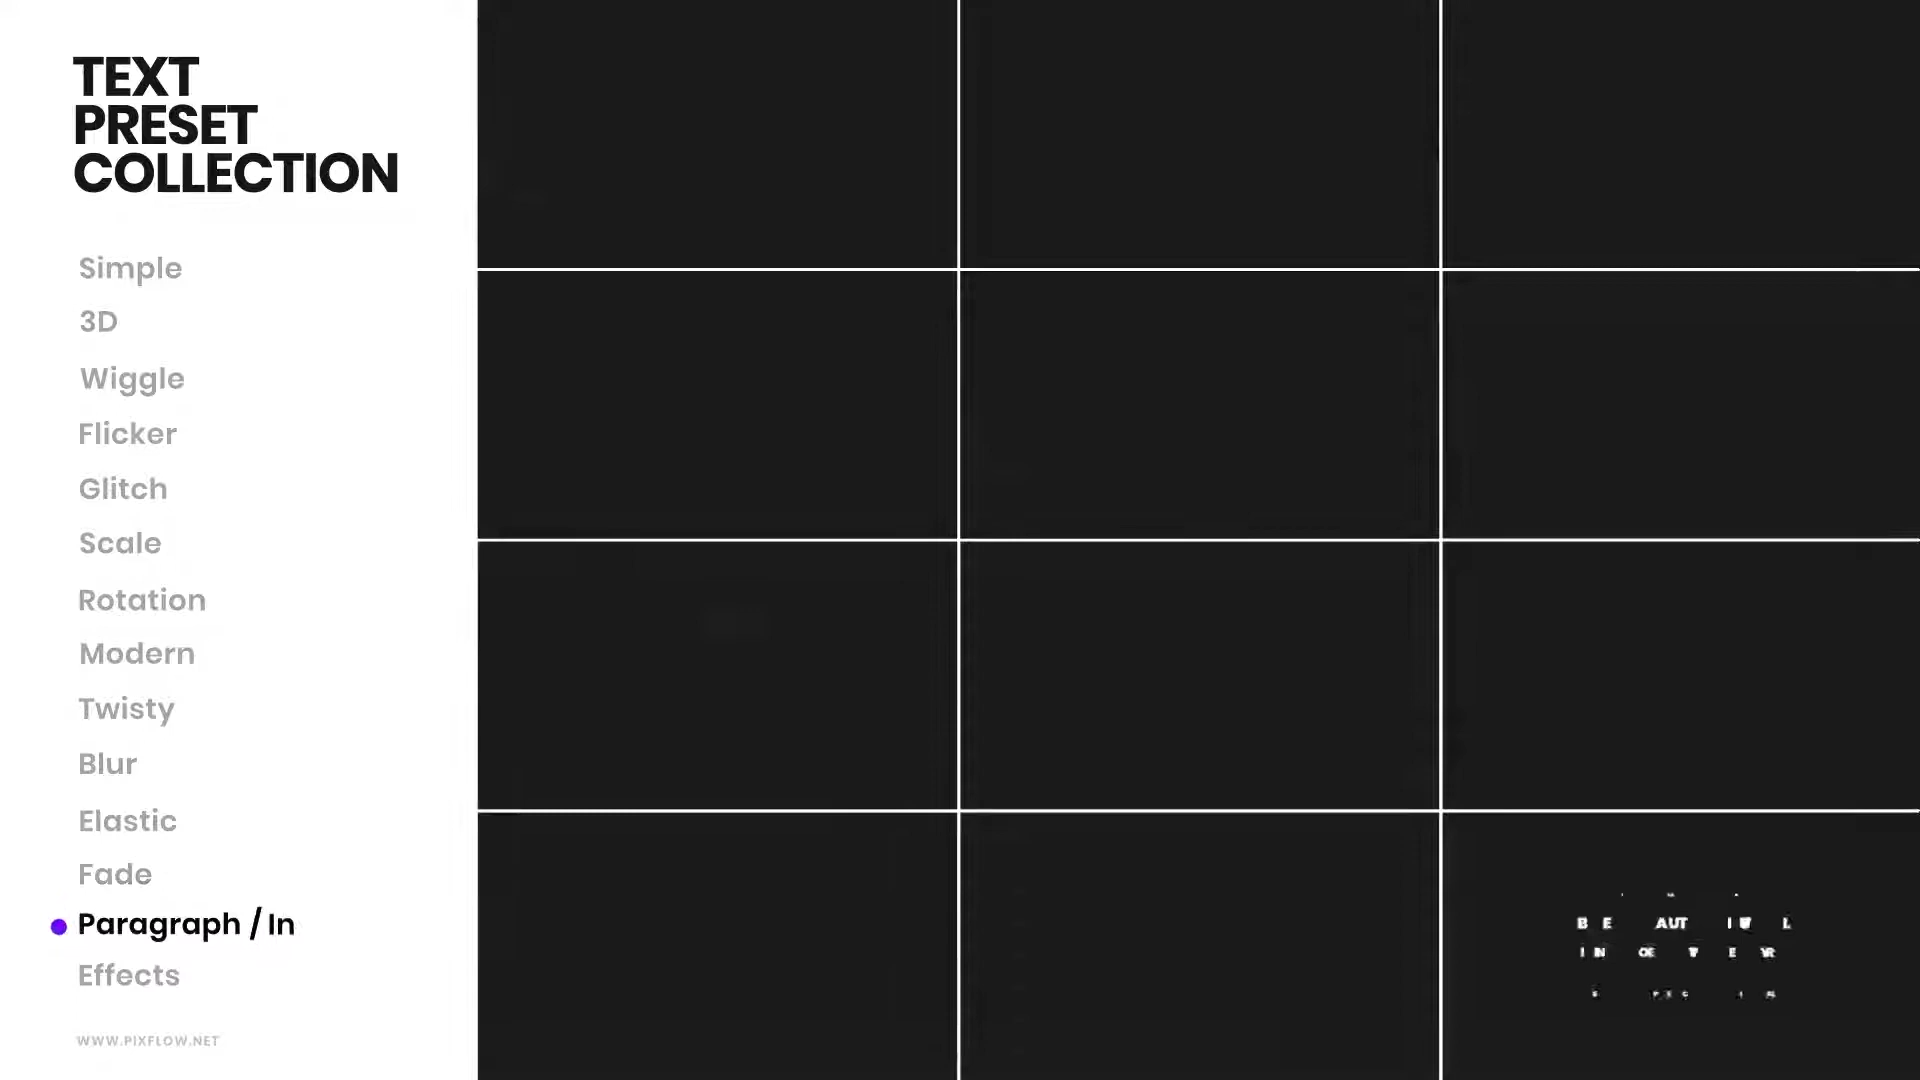 TEXT
PRESET
COLLECTION
Simple
3D
Wiggle
Flicker
Glitch
Scale
Rotation
Modern
Twisty
Blur
Elastic
Fade
Paragraph / In
Effects
WWW.PIXFLOW.NET